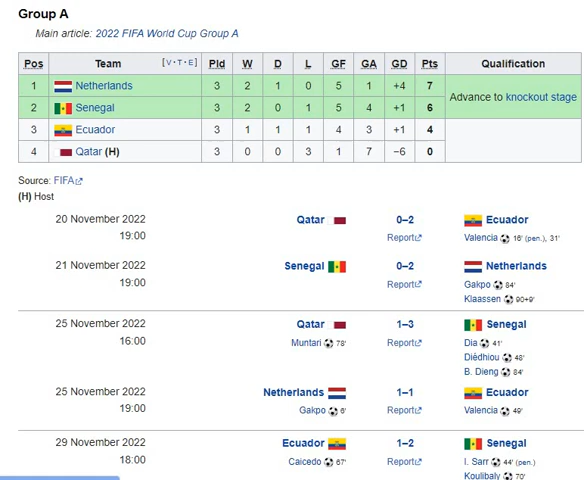 Group A
Main article: 2022 FIFA World Cup Group A
Pos Team [V·T·E] Pld W D L GF GA GD Pts Qualification
1 Netherlands 3 2 1 0 5 1 +4 7 Advance to knockout stage
2 Senegal 3 2 0 1 5 4 +1 6
3 Ecuador 3 1 1 1 4 3 +1 4
4 Qatar (H) 3 0 0 3 1 7 −6 0
Source: FIFA
(H) Host
20 November 2022 Qatar 0–2 Ecuador
19:00 Report Valencia 16' (pen.), 31'
21 November 2022 Senegal 0–2 Netherlands
19:00 Report Gakpo 84'
Klaassen 90+9'
25 November 2022 Qatar 1–3 Senegal
16:00 Muntari 78' Report Dia 41'
Diédhiou 48'
B. Dieng 84'
25 November 2022 Netherlands 1–1 Ecuador
19:00 Gakpo 6' Report Valencia 49'
29 November 2022 Ecuador 1–2 Senegal
18:00 Caicedo 67' Report I. Sarr 44' (pen.)
Koulibaly 70'